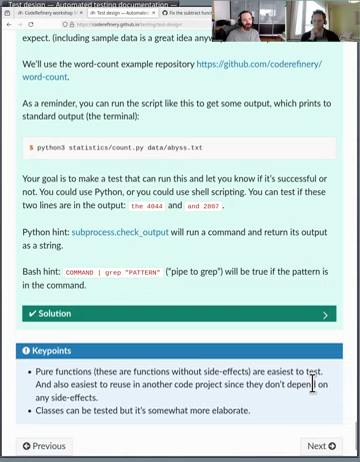 Test design — Automated testing documentation —
CodeRefinery workshop
Test design — Automate
Fix the subtract func
https://coderefinery.github.io/testing/test-design/
expect. (including sample data is a great idea anyw
We'll use the word-count example repository https://github.com/coderefinery/
word-count.
As a reminder, you can run the script like this to get some output, which prints to
standard output (the terminal):
$ python3 statistics/count.py data/abyss.txt
Your goal is to make a test that can run this and let you know if it's successful or
not. You could use Python, or you could use shell scripting. You can test if these
two lines are in the output: the 4044 and and 2807.
Python hint: subprocess.check_output will run a command and return its output
as a string.
Bash hint: COMMAND | grep "PATTERN" ("pipe to grep") will be true if the pattern is
in the command.
✔ Solution
Keypoints
• Pure functions (these are functions without side-effects) are easiest to test.
And also easiest to reuse in another code project since they don't depend on
any side-effects.
• Classes can be tested but it's somewhat more elaborate.
Previous
Next